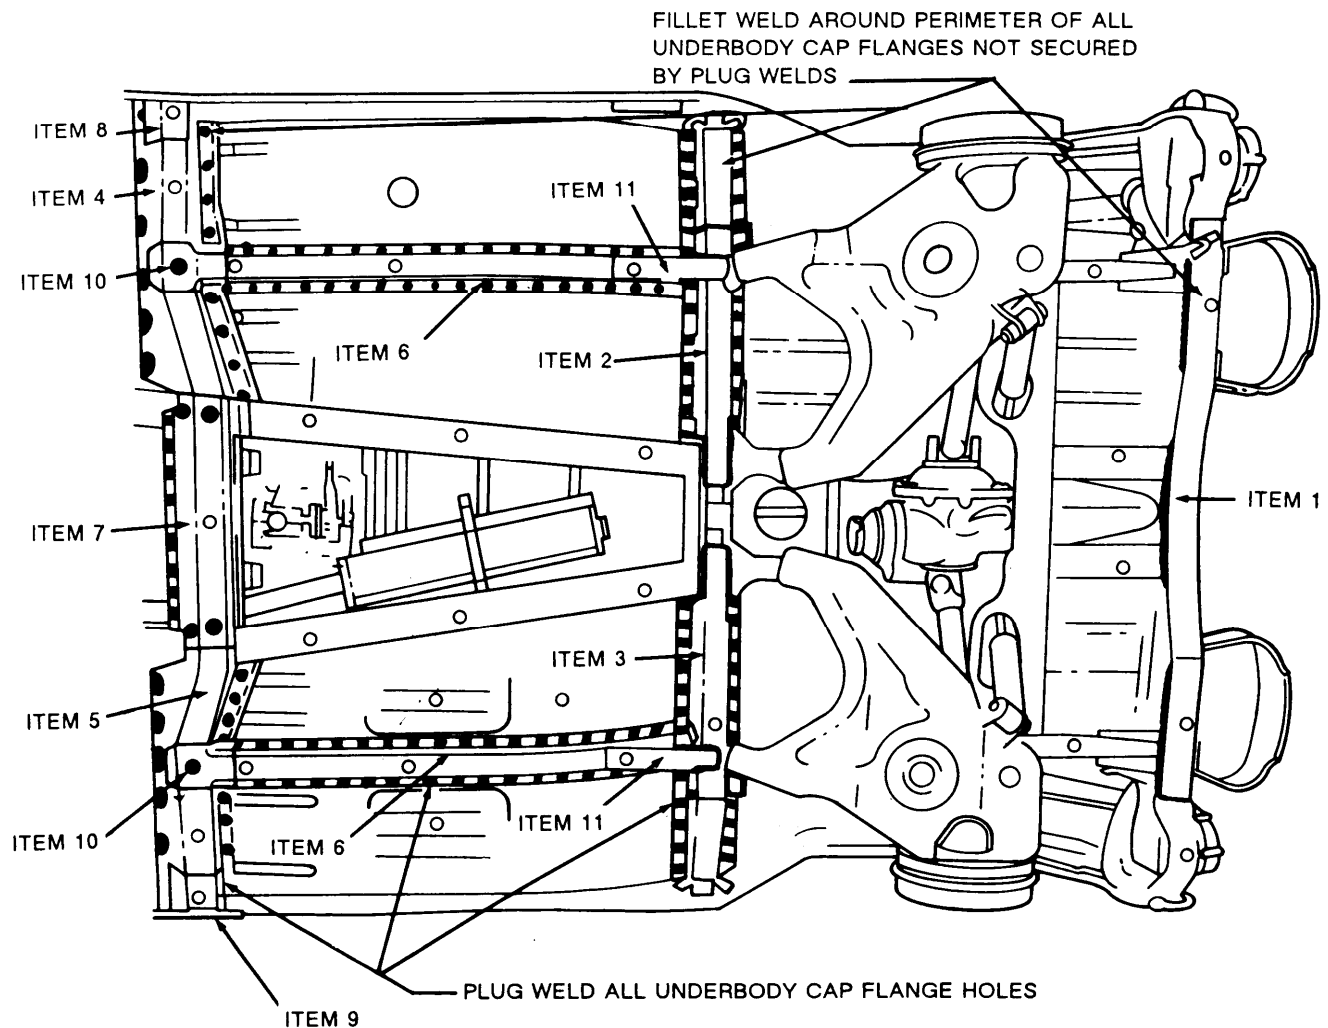 FILLET WELD AROUND PERIMETER OF ALL
UNDERBODY CAP FLANGES NOT SECURED
BY PLUG WELDS
ITEM 8
ITEM 4
ITEM 11
ITEM 10
ITEM 6
ITEM 2
ITEM 1
ITEM 7
ITEM 3
ITEM 5
ITEM 11
ITEM 10
ITEM 6
PLUG WELD ALL UNDERBODY CAP FLANGE HOLES
ITEM 9